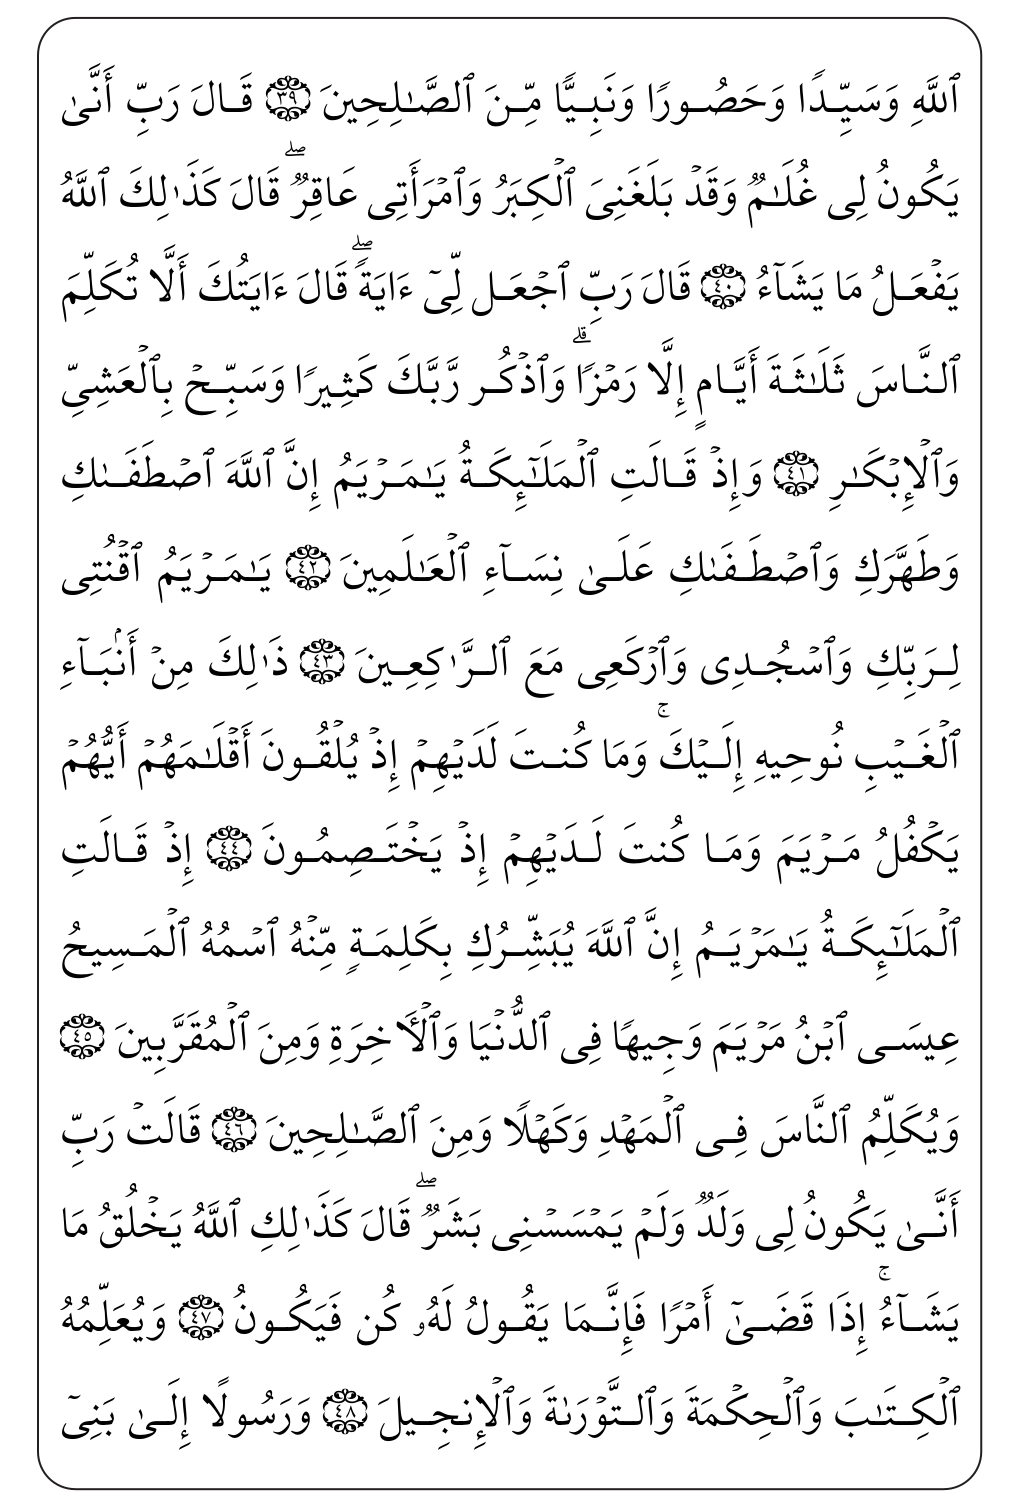 ٱللَّهِ وَسَيِّدًا وَحَصُورًا وَنَبِيًّا مِّنَ ٱلصَّـٰلِحِينَ ٣٩ قَالَ رَبِّ أَنَّىٰ
يَكُونُ لِى غُلَـٰمٌ وَقَدْ بَلَغَنِىَ ٱلْكِبَرُ وَٱمْرَأَتِى عَاقِرٌ ۖ قَالَ كَذَٰلِكَ ٱللَّهُ
يَفْعَلُ مَا يَشَآءُ ٤٠ قَالَ رَبِّ ٱجْعَل لِّىٓ ءَايَةً ۖ قَالَ ءَايَتُكَ أَلَّا تُكَلِّمَ
ٱلنَّاسَ ثَلَـٰثَةَ أَيَّامٍ إِلَّا رَمْزًا ۗ وَٱذْكُر رَّبَّكَ كَثِيرًا وَسَبِّحْ بِٱلْعَشِىِّ
وَٱلْإِبْكَـٰرِ ٤١ وَإِذْ قَالَتِ ٱلْمَلَـٰٓئِكَةُ يَـٰمَرْيَمُ إِنَّ ٱللَّهَ ٱصْطَفَىٰكِ
وَطَهَّرَكِ وَٱصْطَفَىٰكِ عَلَىٰ نِسَآءِ ٱلْعَـٰلَمِينَ ٤٢ يَـٰمَرْيَمُ ٱقْنُتِى
لِرَبِّكِ وَٱسْجُدِى وَٱرْكَعِى مَعَ ٱلرَّٰكِعِينَ ٤٣ ذَٰلِكَ مِنْ أَنۢبَآءِ
ٱلْغَيْبِ نُوحِيهِ إِلَيْكَ ۚ وَمَا كُنتَ لَدَيْهِمْ إِذْ يُلْقُونَ أَقْلَـٰمَهُمْ أَيُّهُمْ
يَكْفُلُ مَرْيَمَ وَمَا كُنتَ لَدَيْهِمْ إِذْ يَخْتَصِمُونَ ٤٤ إِذْ قَالَتِ
ٱلْمَلَـٰٓئِكَةُ يَـٰمَرْيَمُ إِنَّ ٱللَّهَ يُبَشِّرُكِ بِكَلِمَةٍ مِّنْهُ ٱسْمُهُ ٱلْمَسِيحُ
عِيسَى ٱبْنُ مَرْيَمَ وَجِيهًا فِى ٱلدُّنْيَا وَٱلْـَٔاخِرَةِ وَمِنَ ٱلْمُقَرَّبِينَ ٤٥
وَيُكَلِّمُ ٱلنَّاسَ فِى ٱلْمَهْدِ وَكَهْلًا وَمِنَ ٱلصَّـٰلِحِينَ ٤٦ قَالَتْ رَبِّ
أَنَّىٰ يَكُونُ لِى وَلَدٌ وَلَمْ يَمْسَسْنِى بَشَرٌ ۖ قَالَ كَذَٰلِكِ ٱللَّهُ يَخْلُقُ مَا
يَشَآءُ ۚ إِذَا قَضَىٰٓ أَمْرًا فَإِنَّمَا يَقُولُ لَهُۥ كُن فَيَكُونُ ٤٧ وَيُعَلِّمُهُ
ٱلْكِتَـٰبَ وَٱلْحِكْمَةَ وَٱلتَّوْرَىٰةَ وَٱلْإِنجِيلَ ٤٨ وَرَسُولًا إِلَىٰ بَنِىٓ